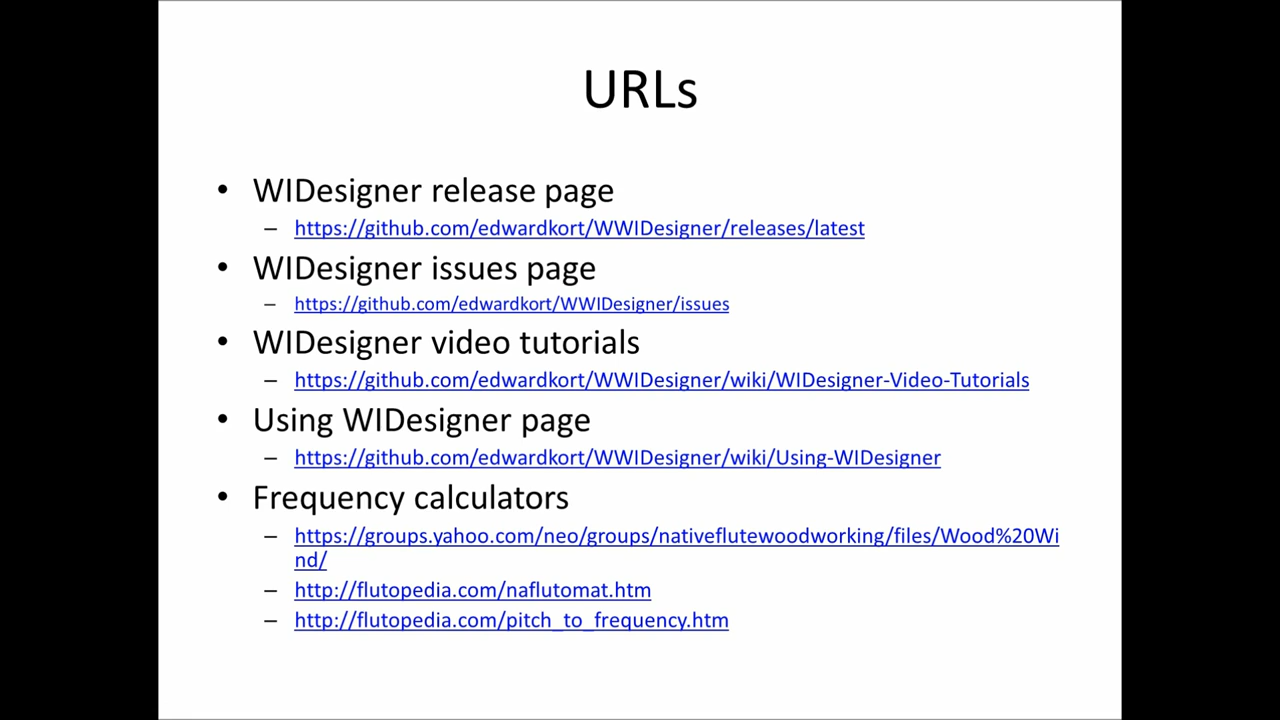 URLs
• WIDesigner release page
– https://github.com/edwardkort/WWIDesigner/releases/latest
• WIDesigner issues page
– https://github.com/edwardkort/WWIDesigner/issues
• WIDesigner video tutorials
– https://github.com/edwardkort/WWIDesigner/wiki/WIDesigner-Video-Tutorials
• Using WIDesigner page
– https://github.com/edwardkort/WWIDesigner/wiki/Using-WIDesigner
• Frequency calculators
– https://groups.yahoo.com/neo/groups/nativeflutewoodworking/files/Wood%20Wi
nd/
– http://flutopedia.com/naflutomat.htm
– http://flutopedia.com/pitch_to_frequency.htm